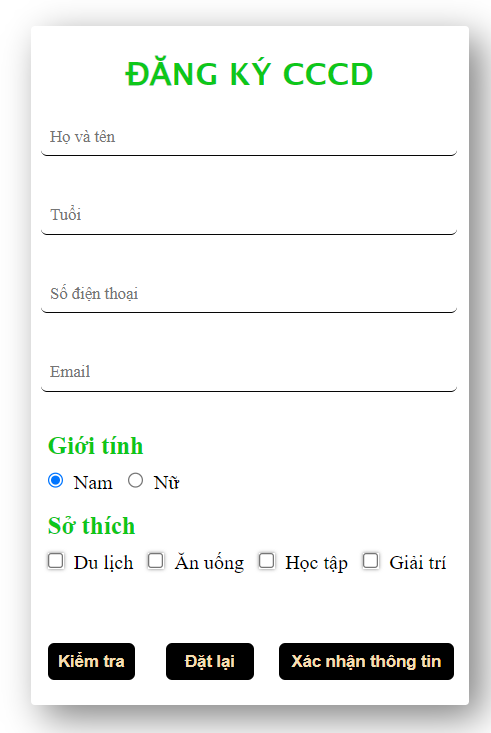 ĐĂNG KÝ CCCD
Họ và tên
Tuổi
Số điện thoại
Email
Giới tính
Nam Nữ
Sở thích
Du lịch Ăn uống Học tập Giải trí
Kiểm tra Đặt lại Xác nhận thông tin